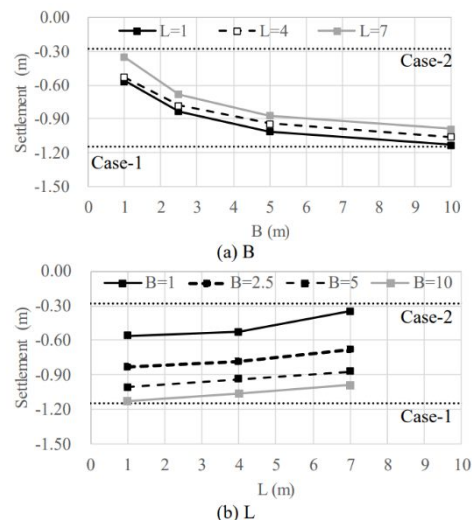 0.00
L=1 L=4 L=7
-0.30
Case-2
-0.60
-0.90
-1.20
Case-1
-1.50
Settlement (m)
0 1 2 3 4 5 6 7 8 9 10
B (m)
(a) B
0.00
B=1 B=2.5 B=5 B=10
-0.30
Case-2
-0.60
-0.90
-1.20
Case-1
-1.50
Settlement (m)
0 1 2 3 4 5 6 7 8 9 10
L (m)
(b) L